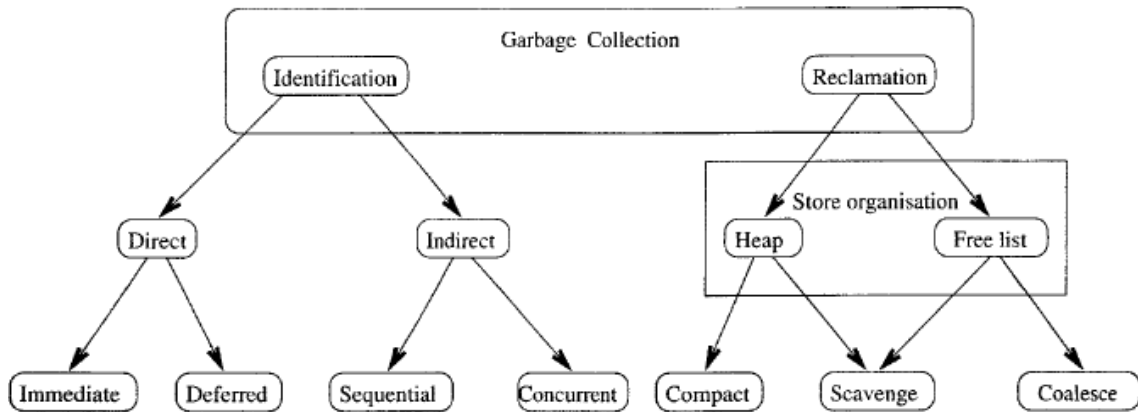 Garbage Collection
Identification
Reclamation
Store organisation
Direct
Indirect
Heap
Free list
Immediate
Deferred
Sequential
Concurrent
Compact
Scavenge
Coalesce